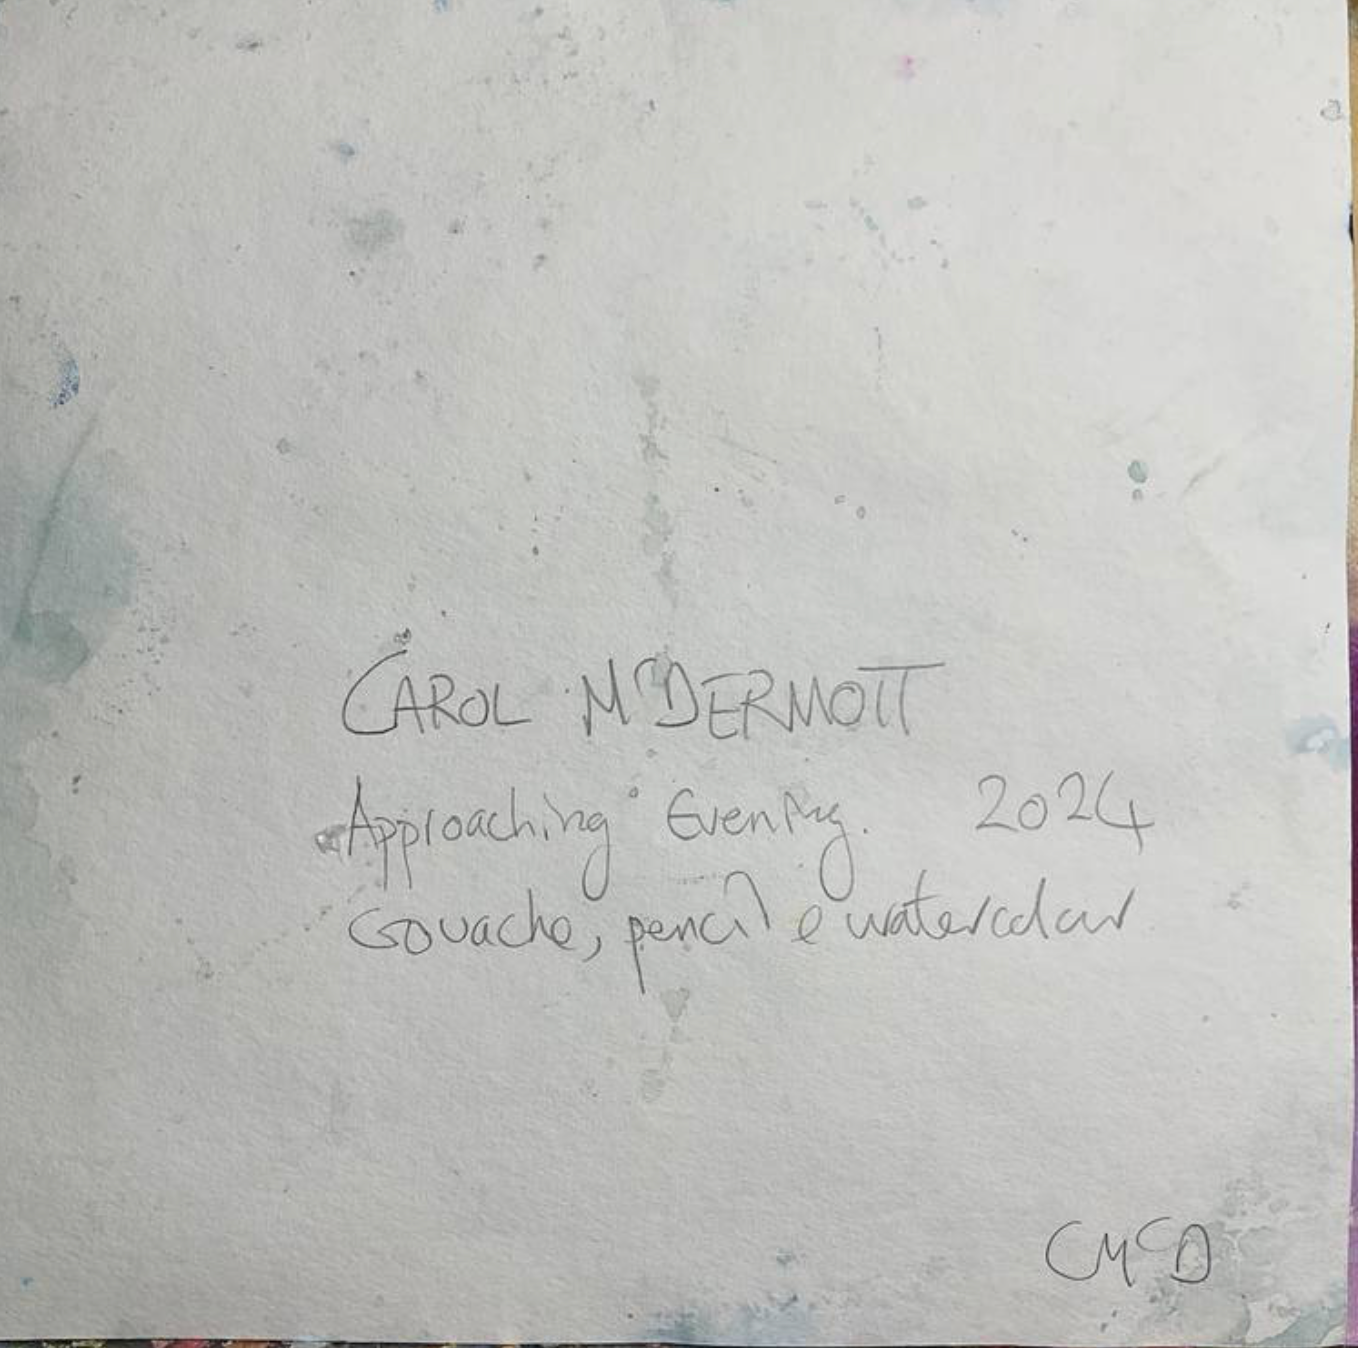 CAROL McDERMOTT
Approaching Evening. 2024
Gouache, pencil & watercolour
CMcD